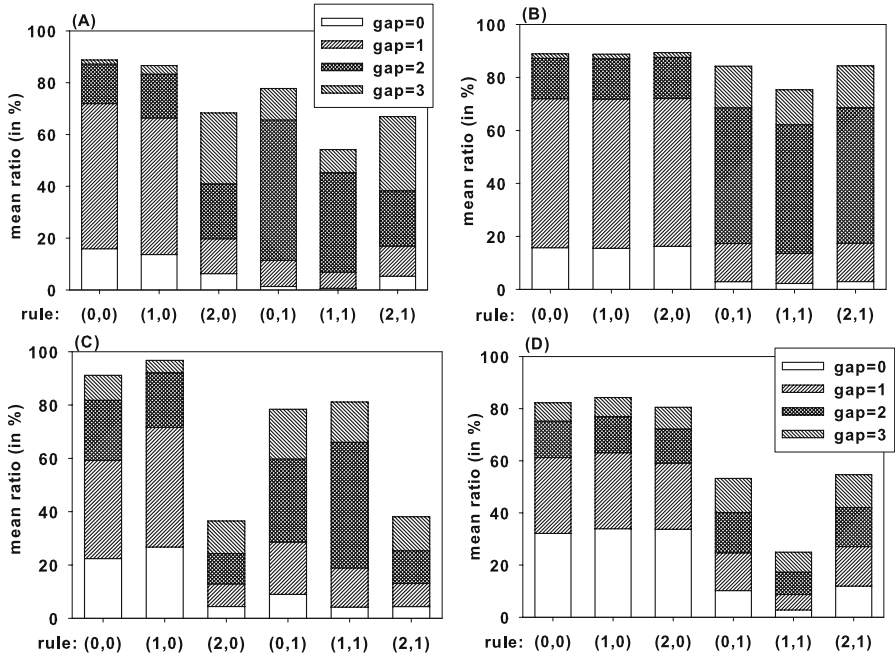 (A)
mean ratio (in %)
100
80
60
40
20
0
gap=0
gap=1
gap=2
gap=3
rule: (0,0) (1,0) (2,0) (0,1) (1,1) (2,1)
(B)
mean ratio (in %)
100
80
60
40
20
0
(0,0) (1,0) (2,0) (0,1) (1,1) (2,1)
(C)
mean ratio (in %)
100
80
60
40
20
0
rule: (0,0) (1,0) (2,0) (0,1) (1,1) (2,1)
(D)
mean ratio (in %)
100
80
60
40
20
0
gap=0
gap=1
gap=2
gap=3
rule: (0,0) (1,0) (2,0) (0,1) (1,1) (2,1)